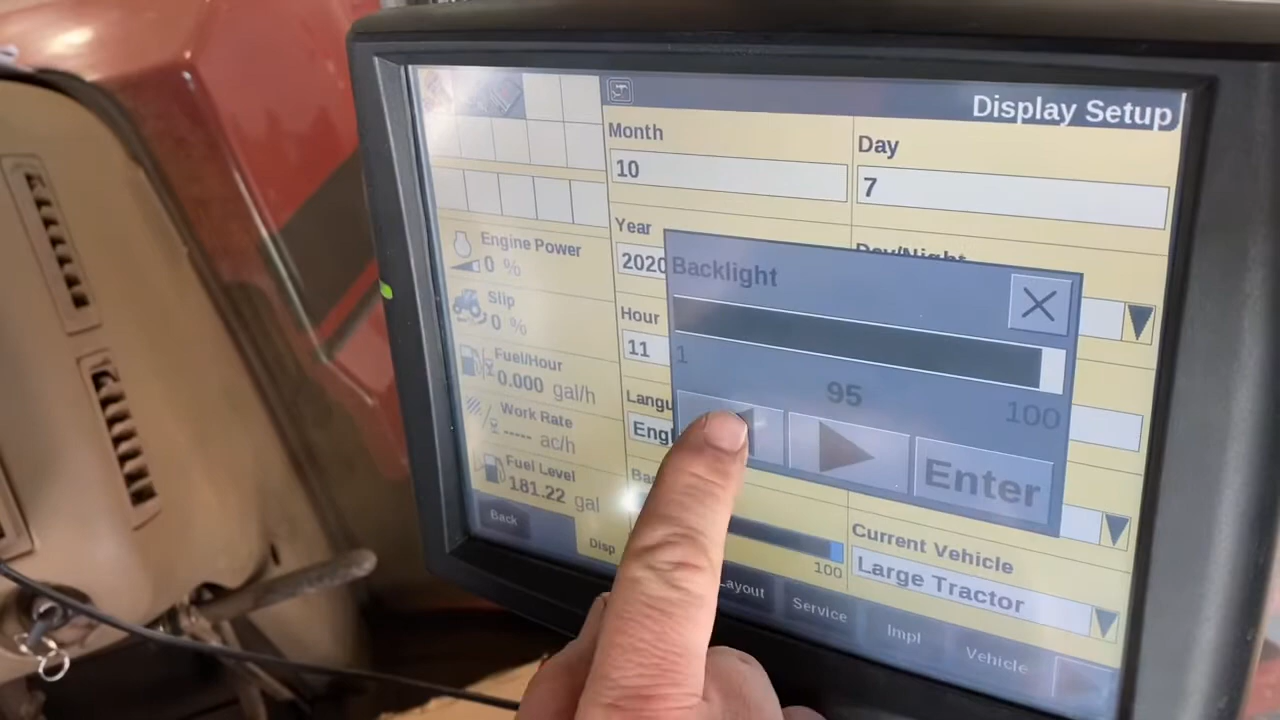 Display Setup
Month
Day
10
7
Year
Day/Night
2020
Backlight
Engine Power
0 %
Slip
0 %
Hour
11
1
95
100
Fuel/Hour
0.000 gal/h
Work Rate
----- ac/h
Enter
Fuel Level
181.22 gal
100
Current Vehicle
Large Tractor
Back
Layout
Service
Impl
Vehicle